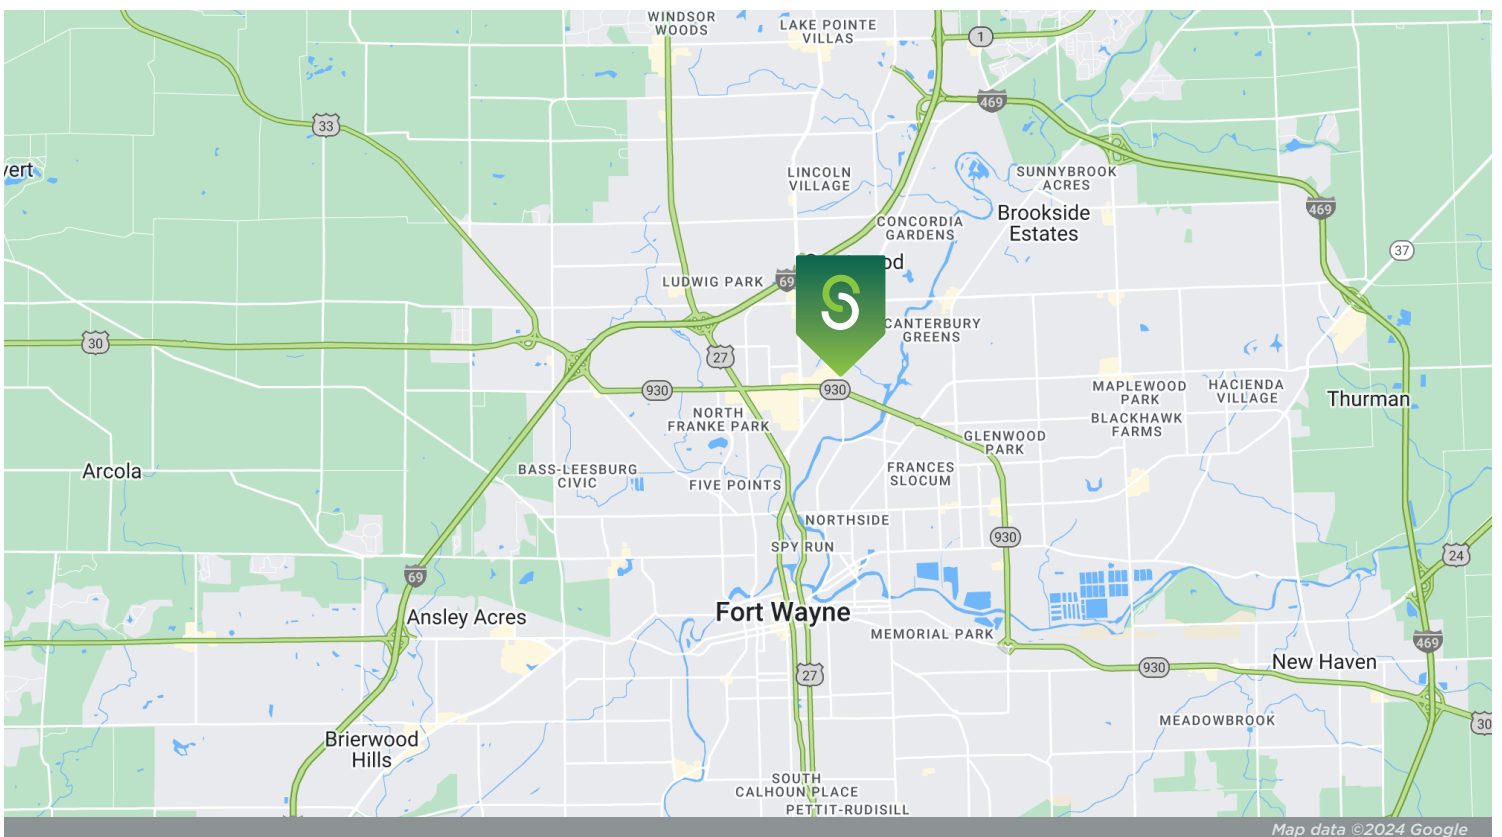 WINDSOR
WOODS
LAKE POINTE
VILLAS
1
469
33
LINCOLN
VILLAGE
SUNNYBROOK
ACRES
469
Brookside
Estates
CONCORDIA
GARDENS
37
LUDWIG PARK
69
CANTERBURY
GREENS
30
27
930
930
NORTH
FRANKE PARK
MAPLEWOOD
PARK
HACIENDA
VILLAGE
BLACKHAWK
FARMS
Thurman
GLENWOOD
PARK
Arcola
BASS-LEESBURG
CIVIC
FIVE POINTS
FRANCES
SLOCUM
NORTHSIDE
930
SPY RUN
24
69
Ansley Acres
Fort Wayne
MEMORIAL PARK
469
New Haven
930
27
MEADOWBROOK
30
Brierwood
Hills
SOUTH
CALHOUN PLACE
PETTIT-RUDISILL
Map data ©2024 Google